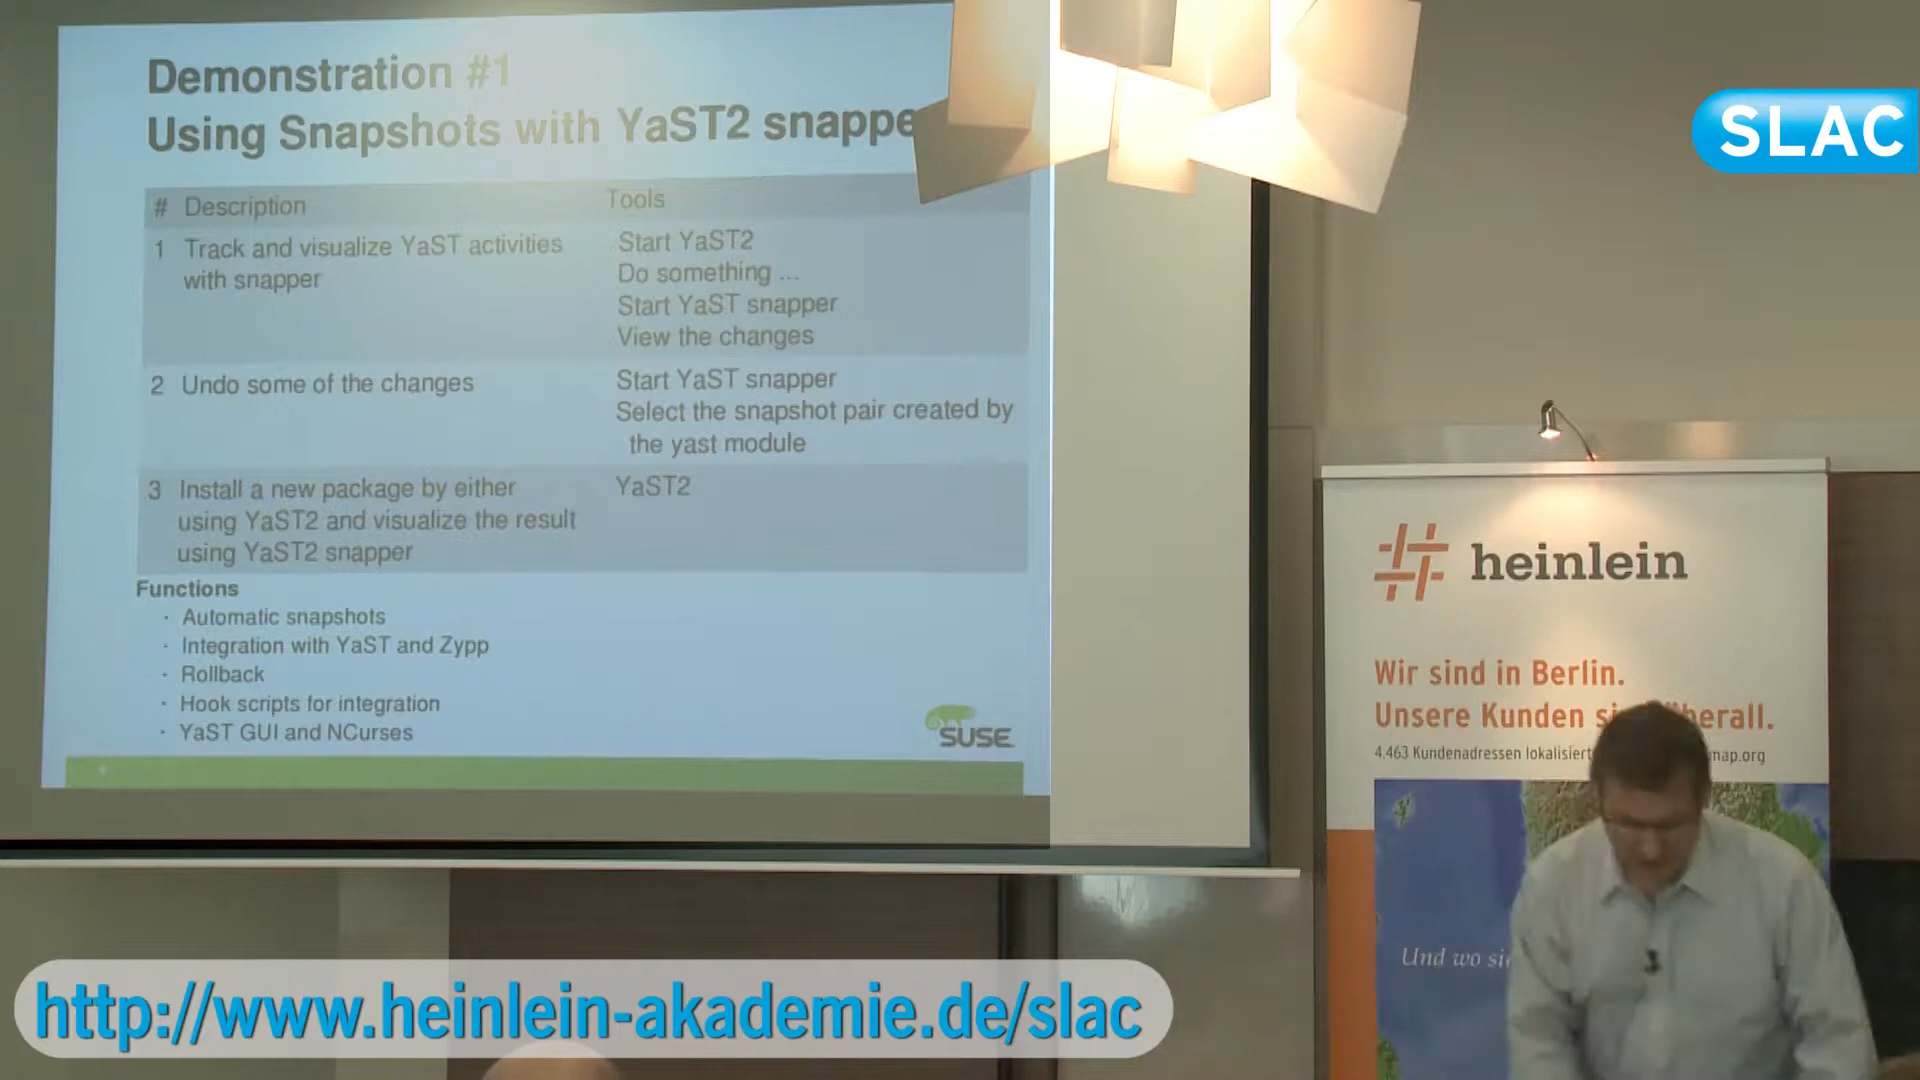 Demonstration #1
Using Snapshots with YaST2 snappe
# Description Tools
1 Track and visualize YaST activities
with snapper
Start YaST2
Do something ...
Start YaST snapper
View the changes
2 Undo some of the changes
Start YaST snapper
Select the snapshot pair created by
the yast module
3 Install a new package by either
using YaST2 and visualize the result
using YaST2 snapper
YaST2
Functions
· Automatic snapshots
· Integration with YaST and Zypp
· Rollback
· Hook scripts for integration
· YaST GUI and NCurses
SUSE
SLAC
heinlein
Wir sind in Berlin.
Unsere Kunden berall.
4.463 Kundenadressen lokalisiert map.org
Und wo
http://www.heinlein-akademie.de/slac